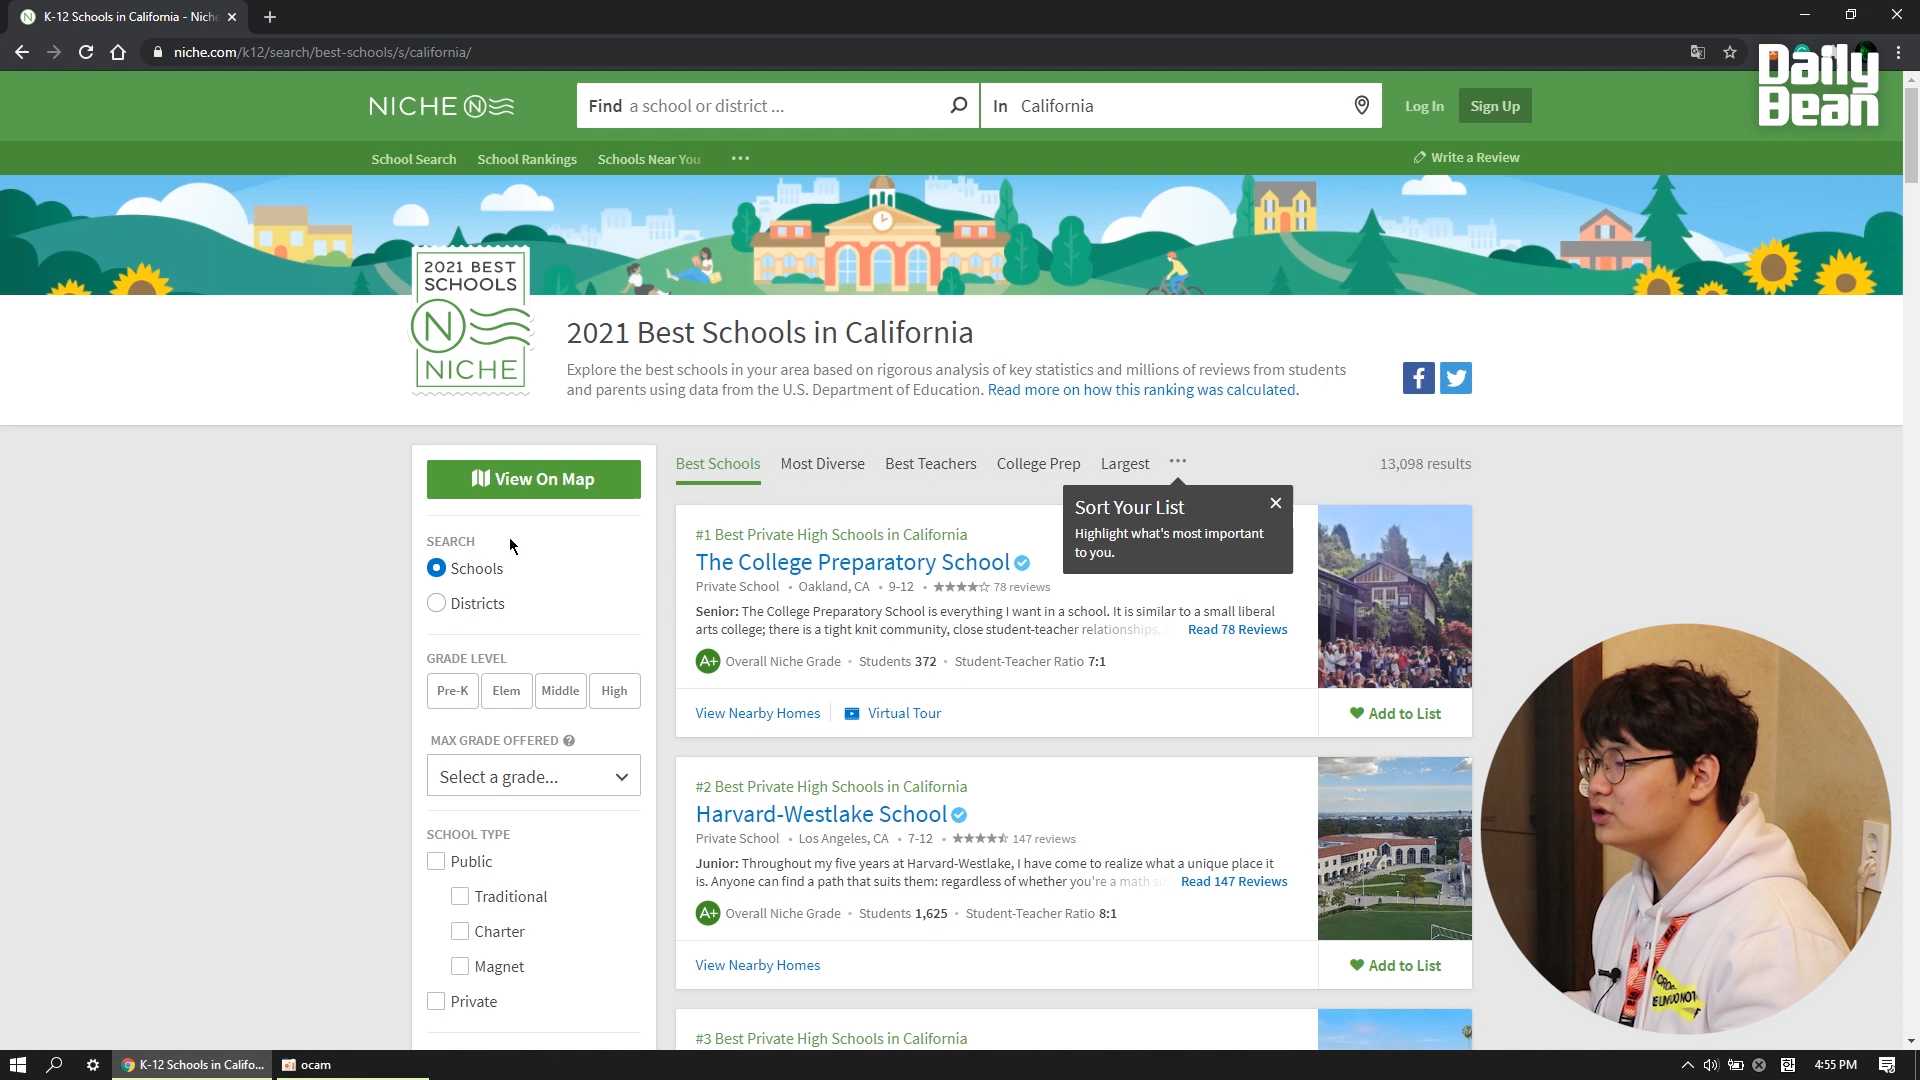 K-12 Schools in California - Niche
niche.com/k12/search/best-schools/s/california/
Daily
Bean
NICHE N
Find a school or district ...
In California
Log In
Sign Up
School Search
School Rankings
Schools Near You
•••
Write a Review
2021 BEST
SCHOOLS
N
NICHE
2021 Best Schools in California
Explore the best schools in your area based on rigorous analysis of key statistics and millions of reviews from students
and parents using data from the U.S. Department of Education. Read more on how this ranking was calculated.
View On Map
SEARCH
Schools
Districts
GRADE LEVEL
Pre-K
Elem
Middle
High
MAX GRADE OFFERED
Select a grade...
SCHOOL TYPE
Public
Traditional
Charter
Magnet
Private
Best Schools
Most Diverse
Best Teachers
College Prep
Largest
•••
13,098 results
Sort Your List
Highlight what's most important
to you.
#1 Best Private High Schools in California
The College Preparatory School
Private School • Oakland, CA • 9-12 • 78 reviews
Senior: The College Preparatory School is everything I want in a school. It is similar to a small liberal
arts college; there is a tight knit community, close student-teacher relationships, Read 78 Reviews
A+ Overall Niche Grade • Students 372 • Student-Teacher Ratio 7:1
View Nearby Homes
Virtual Tour
Add to List
#2 Best Private High Schools in California
Harvard-Westlake School
Private School • Los Angeles, CA • 7-12 • 147 reviews
Junior: Throughout my five years at Harvard-Westlake, I have come to realize what a unique place it
is. Anyone can find a path that suits them: regardless of whether you're a math Read 147 Reviews
A+ Overall Niche Grade • Students 1,625 • Student-Teacher Ratio 8:1
View Nearby Homes
Add to List
#3 Best Private High Schools in California
K-12 Schools in Califo...
ocam
한
4:55 PM